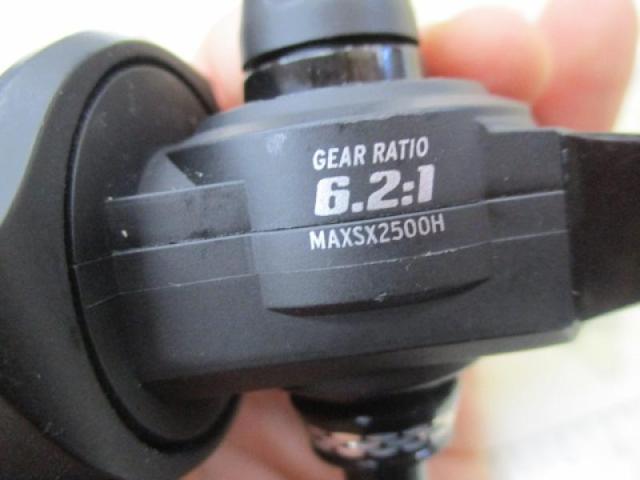 GEAR RATIO
6.2:1
MAXSX2500H